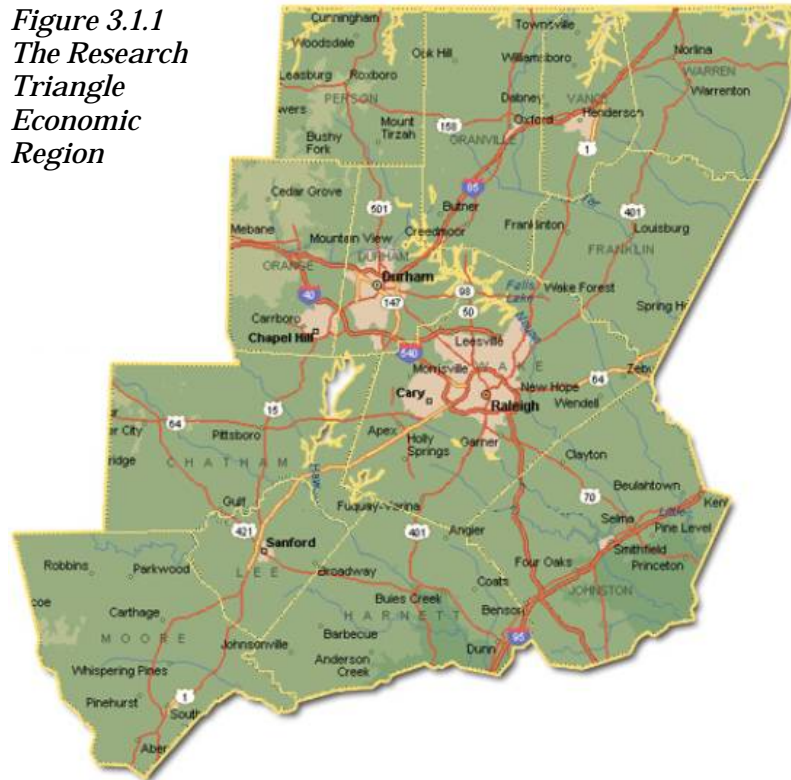 Figure 3.1.1
The Research
Triangle
Economic
Region
Cunningham
Townsville
Woodsdale
Oak Hill
Williamsboro
Norlina
Leasburg Roxboro
WARREN
PERSON
Dabney VANCE
Warrenton
Oxford Henderson
Mount
Tirzah
158
GRANVILLE
Bushy
Fork
1
85
Cedar Grove
Butner
Tar
501
401
Mebane
Mountain View
Creedmoor
Franklinton
Louisburg
DURHAM
FRANKLIN
ORANGE
Durham
Falls
Lake
Wake Forest
40
147
98
50
Neuse
Spring
Carrboro
Chapel Hill
Leesville
540
WAKE
Morrisville
New Hope
64
15
Cary
Raleigh
Wendell
64
Pittsboro
Apex
Garner
Holly
Springs
Clayton
CHATHAM
Haw
Beulahtown
70
Gulf
Fuquay-Varina
Little
421
401
Selma
Pine Level
Sanford
Angier
Smithfield
Robbins
Parkwood
LEE
Broadway
Four Oaks
Princeton
Coats
JOHNSTON
Carthage
Buies Creek
Benson
HARNETT
MOORE
Johnsonville
Barbecue
95
Dunn
Whispering Pines
Anderson
Creek
Pinehurst
1